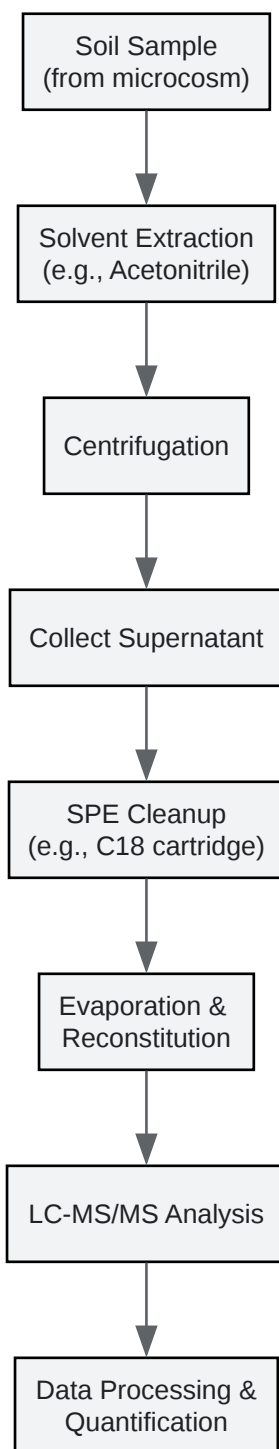 Soil Sample
(from microcosm)
Solvent Extraction
(e.g., Acetonitrile)
Centrifugation
Collect Supernatant
SPE Cleanup
(e.g., C18 cartridge)
Evaporation &
Reconstitution
LC-MS/MS Analysis
Data Processing &
Quantification